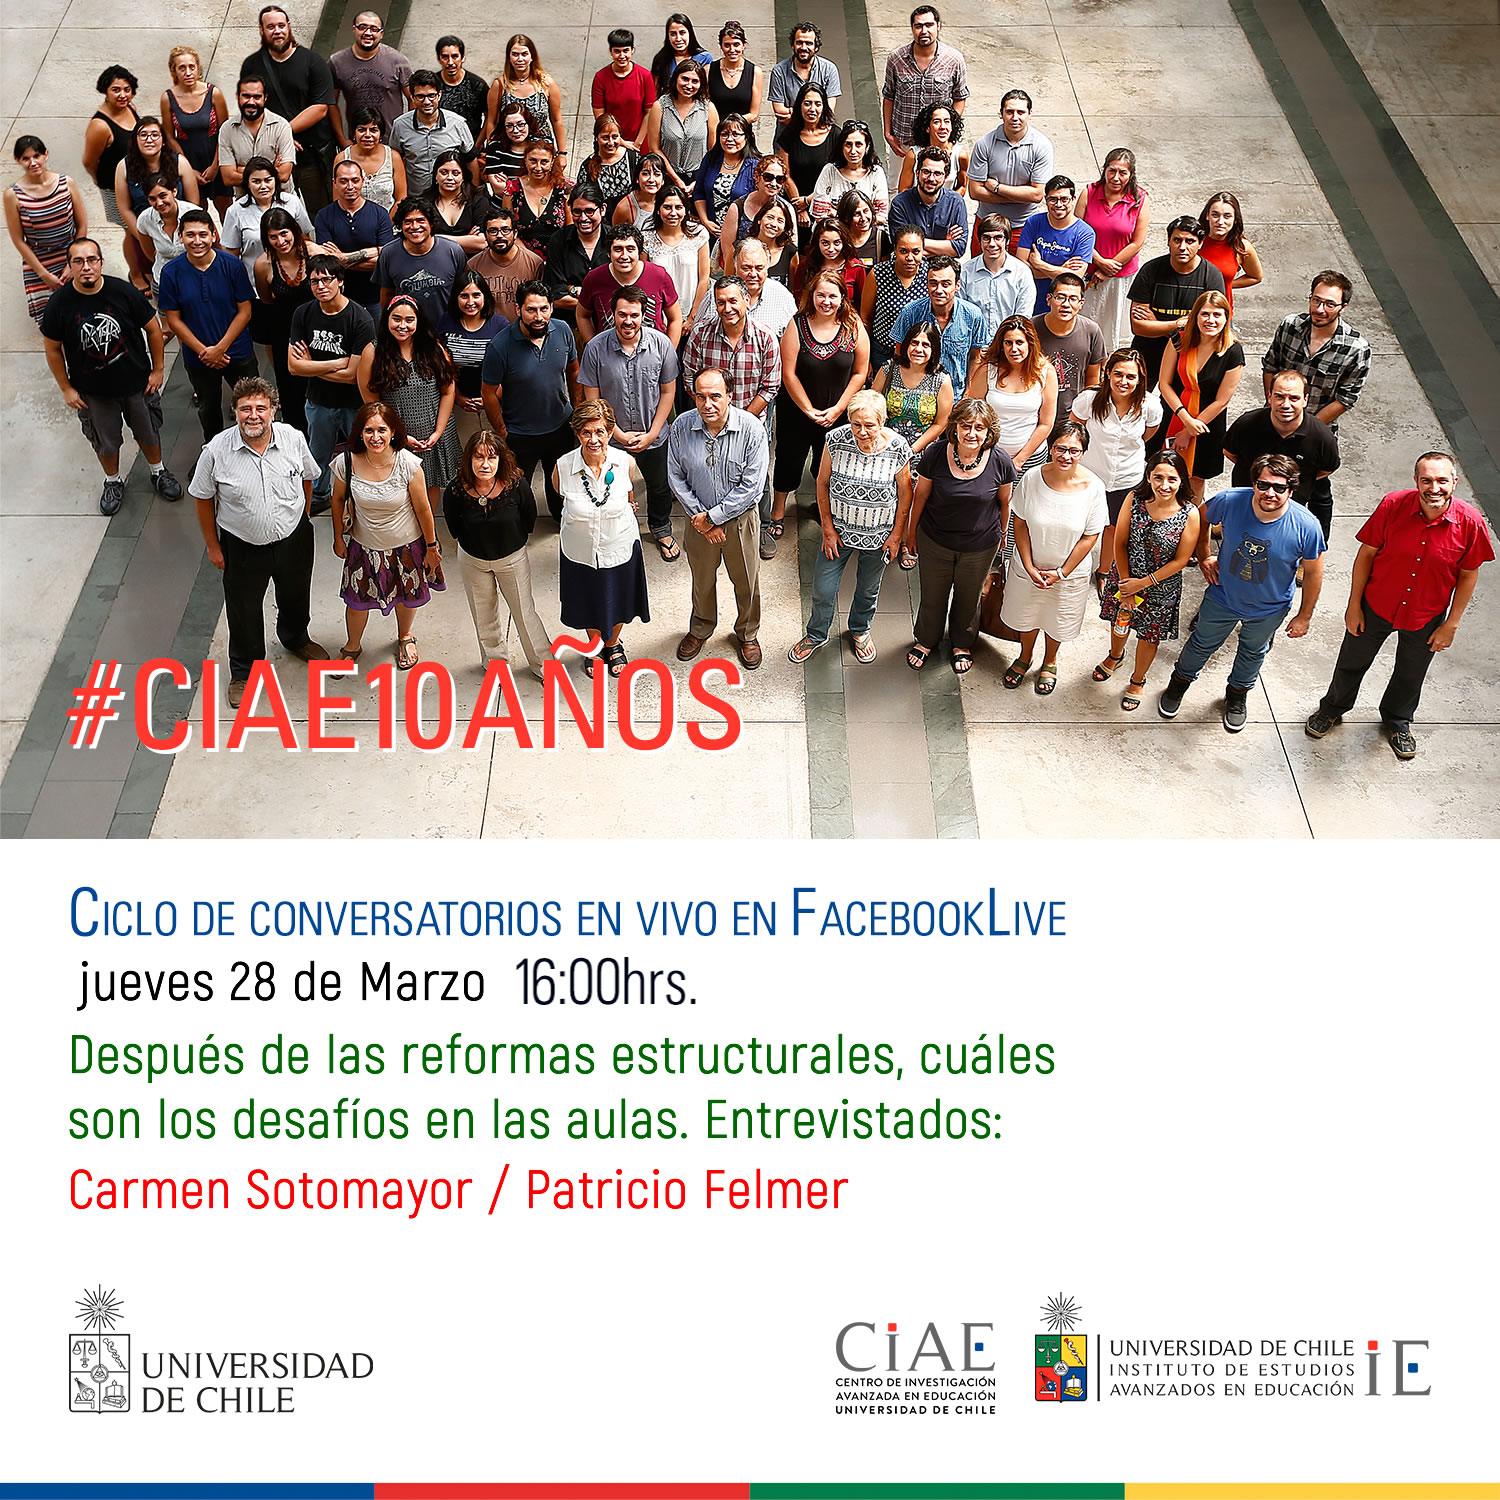 #CIAE10AÑOS
CICLO DE CONVERSATORIOS EN VIVO EN FACEBOOKLIVE
jueves 28 de Marzo 16:00hrs.
Después de las reformas estructurales, cuáles
son los desafíos en las aulas. Entrevistados:
Carmen Sotomayor / Patricio Felmer
UNIVERSIDAD
DE CHILE
CiAE
CENTRO DE INVESTIGACIÓN
AVANZADA EN EDUCACIÓN
UNIVERSIDAD DE CHILE
UNIVERSIDAD DE CHILE
INSTITUTO DE ESTUDIOS
AVANZADOS EN EDUCACIÓN
iE